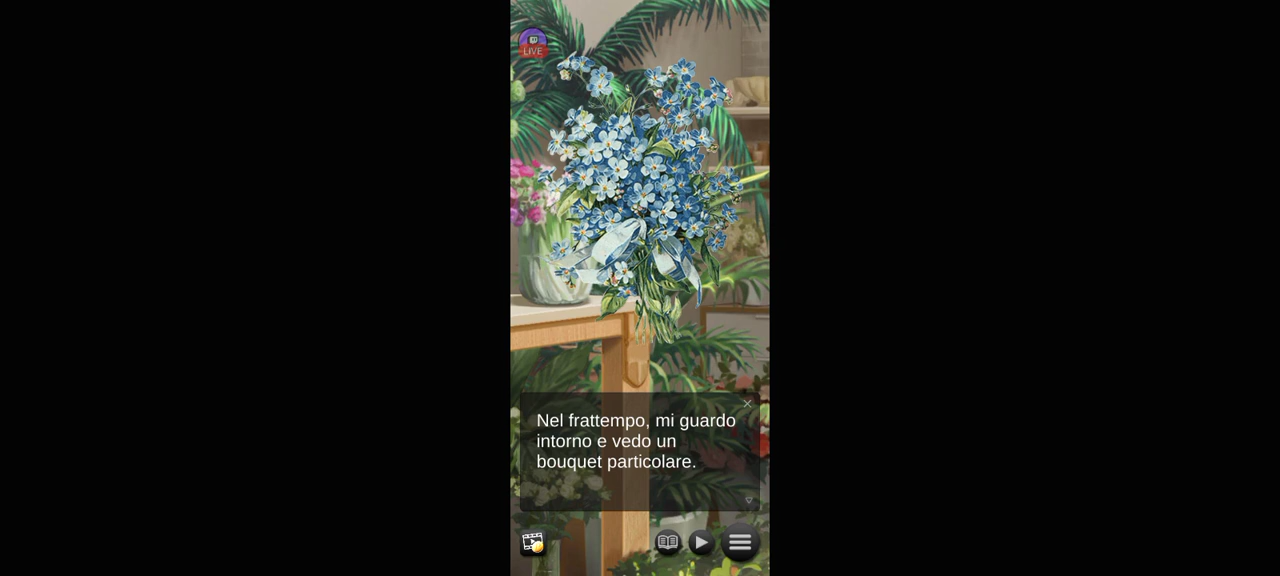 LIVE
Nel frattempo, mi guardo
intorno e vedo un
bouquet particolare.